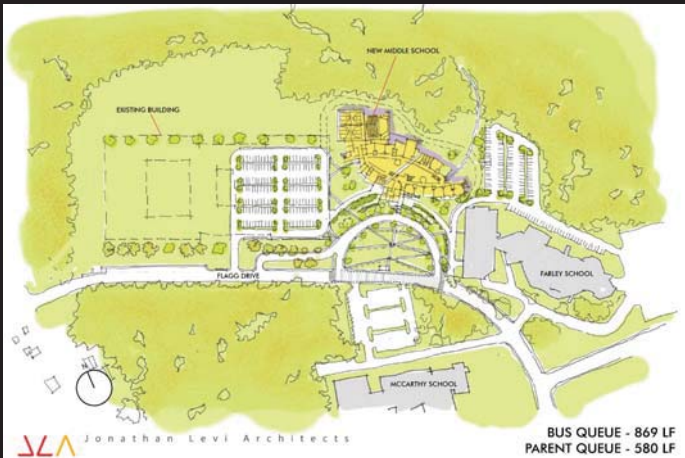 NEW MIDDLE SCHOOL
EXISTING BUILDING
FLAGG DRIVE
FARLEY SCHOOL
MCCARTHY SCHOOL
N
JLA Jonathan Levi Architects
BUS QUEUE - 869 LF
PARENT QUEUE - 580 LF